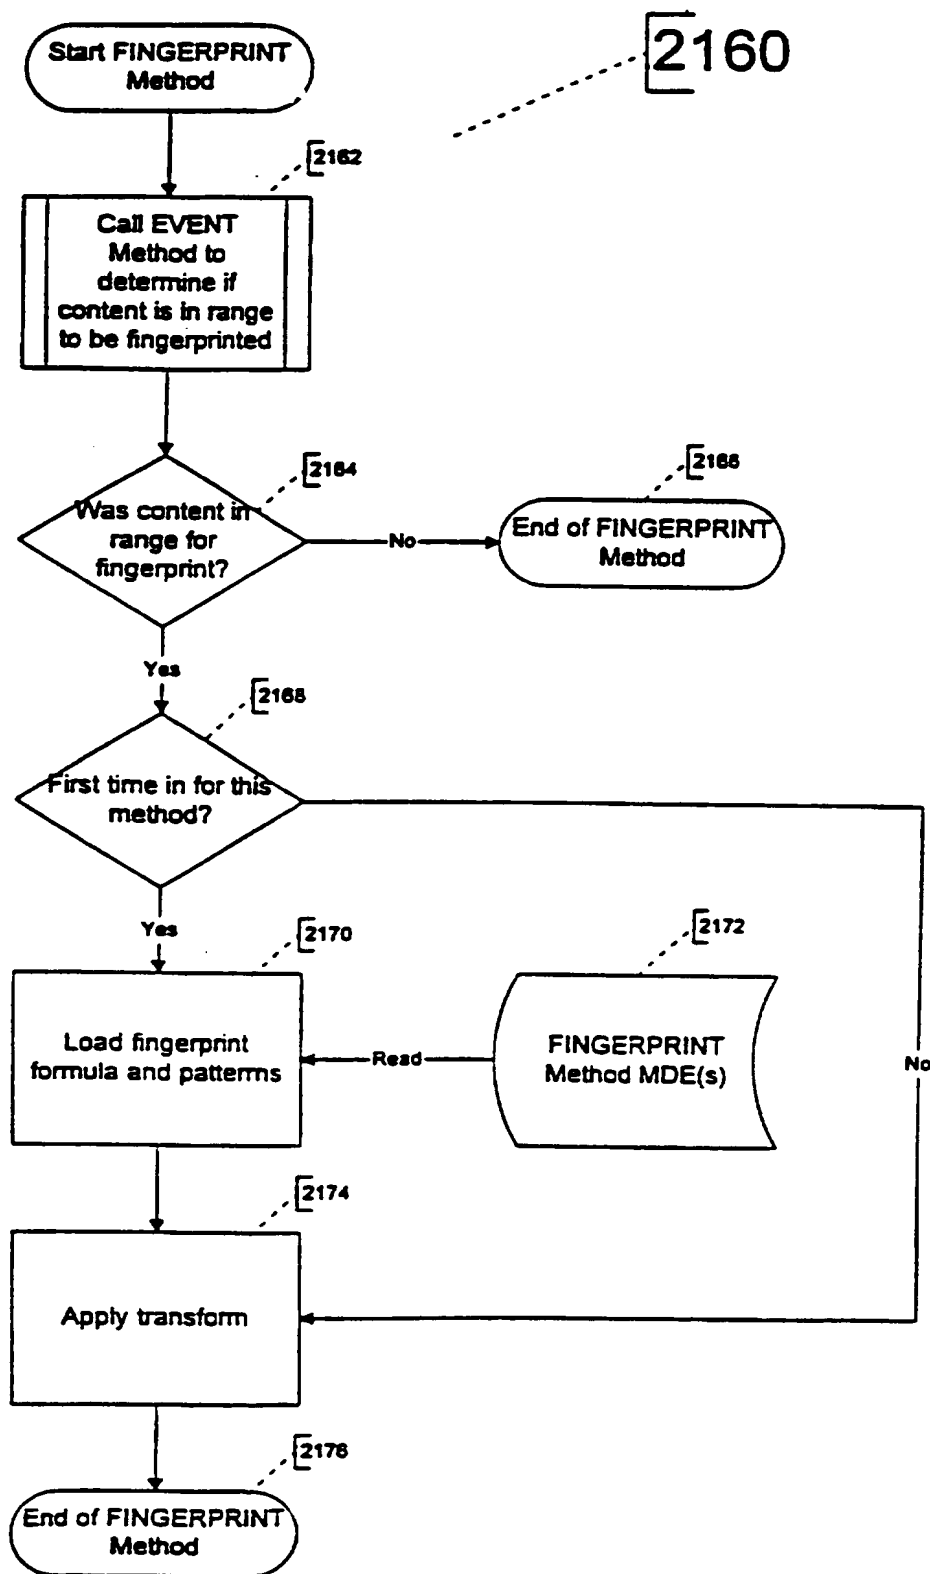 Start FINGERPRINT
Method
2160
2162
Call EVENT
Method to
determine if
content is in range
to be fingerprinted
2164
Was content in
range for
fingerprint?
No
2166
End of FINGERPRINT
Method
Yes
2168
First time in for this
method?
Yes
2170
2172
Load fingerprint
formula and patterns
Read
FINGERPRINT
Method MDE(s)
No
2174
Apply transform
2176
End of FINGERPRINT
Method